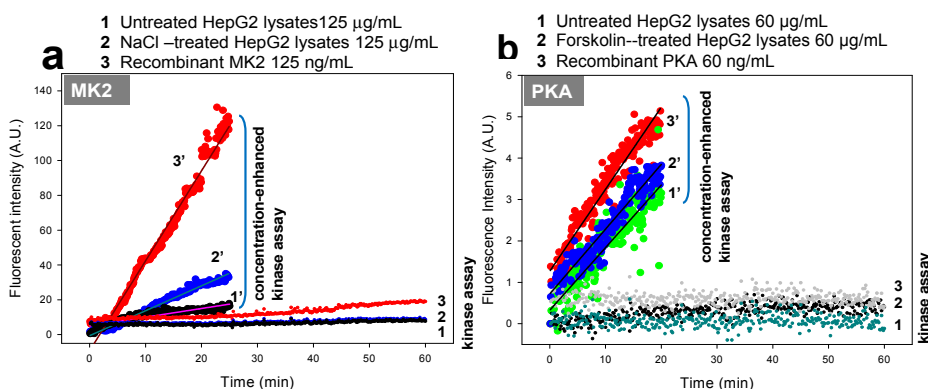 1 Untreated HepG2 lysates125 µg/mL
2 NaCl –treated HepG2 lysates 125 µg/mL
3 Recombinant MK2 125 ng/mL
a
MK2
Fluorescent intensity (A.U.)
140
120
100
80
60
40
20
0
3’
2’
1’
3
2
1
concentration-enhanced
kinase assay
kinase assay
0 10 20 30 40 50 60
Time (min)
1 Untreated HepG2 lysates 60 µg/mL
2 Forskolin--treated HepG2 lysates 60 µg/mL
3 Recombinant PKA 60 ng/mL
b
PKA
Fluorescence Intensity (A.U.)
6
5
4
3
2
1
0
3’
2’
1’
3
2
1
concentration-enhanced
kinase assay
kinase assay
0 10 20 30 40 50 60
Time (min)